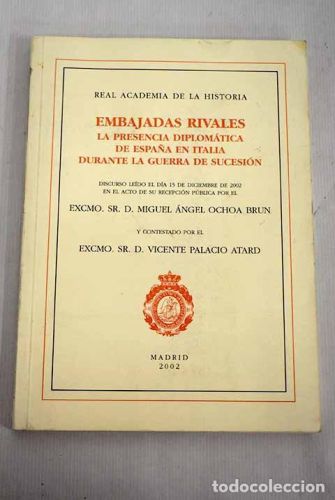 REAL ACADEMIA DE LA HISTORIA
EMBAJADAS RIVALES
LA PRESENCIA DIPLOMÁTICA
DE ESPAÑA EN ITALIA
DURANTE LA GUERRA DE SUCESIÓN
DISCURSO LEÍDO EL DÍA 15 DE DICIEMBRE DE 2002
EN EL ACTO DE SU RECEPCIÓN PÚBLICA POR EL
EXCMO. SR. D. MIGUEL ÁNGEL OCHOA BRUN
Y CONTESTADO POR EL
EXCMO. SR. D. VICENTE PALACIO ATARD
MADRID
2002
todocoleccion